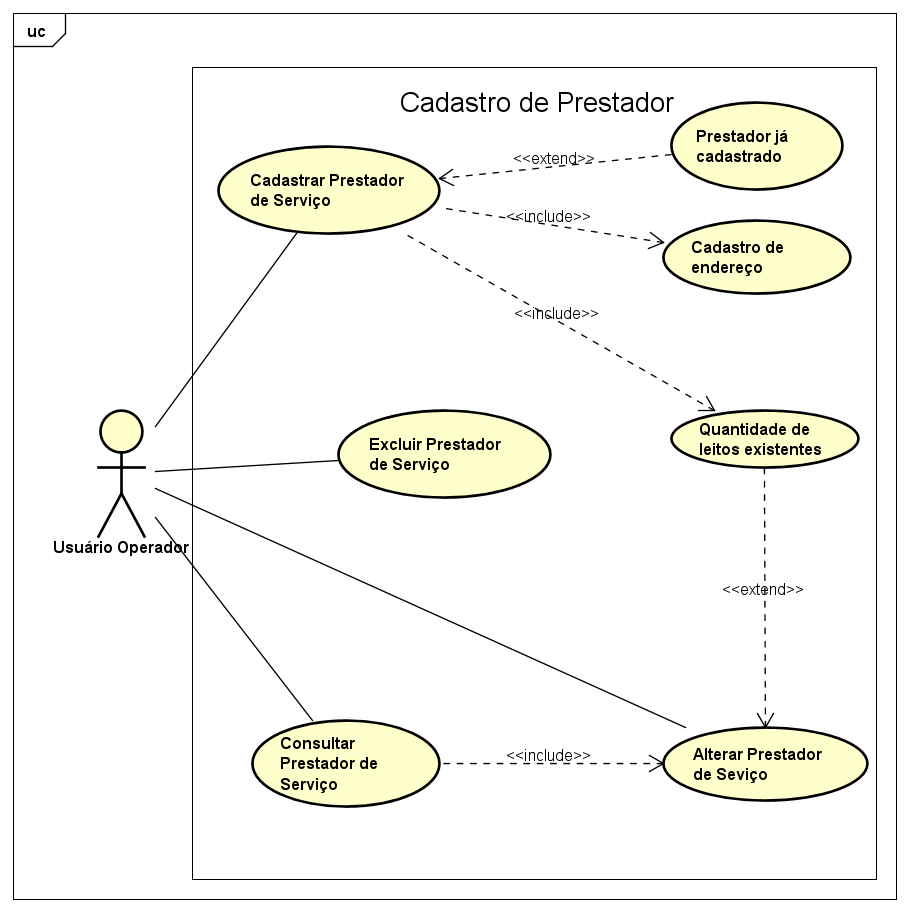 uc
Cadastro de Prestador
Prestador já
cadastrado
<<extend>>
Cadastrar Prestador
de Serviço
<<include>>
Cadastro de
endereço
<<include>>
Quantidade de
leitos existentes
Excluir Prestador
de Serviço
Usuário Operador
<<extend>>
Consultar
Prestador de
Serviço
<<include>>
Alterar Prestador
de Seviço